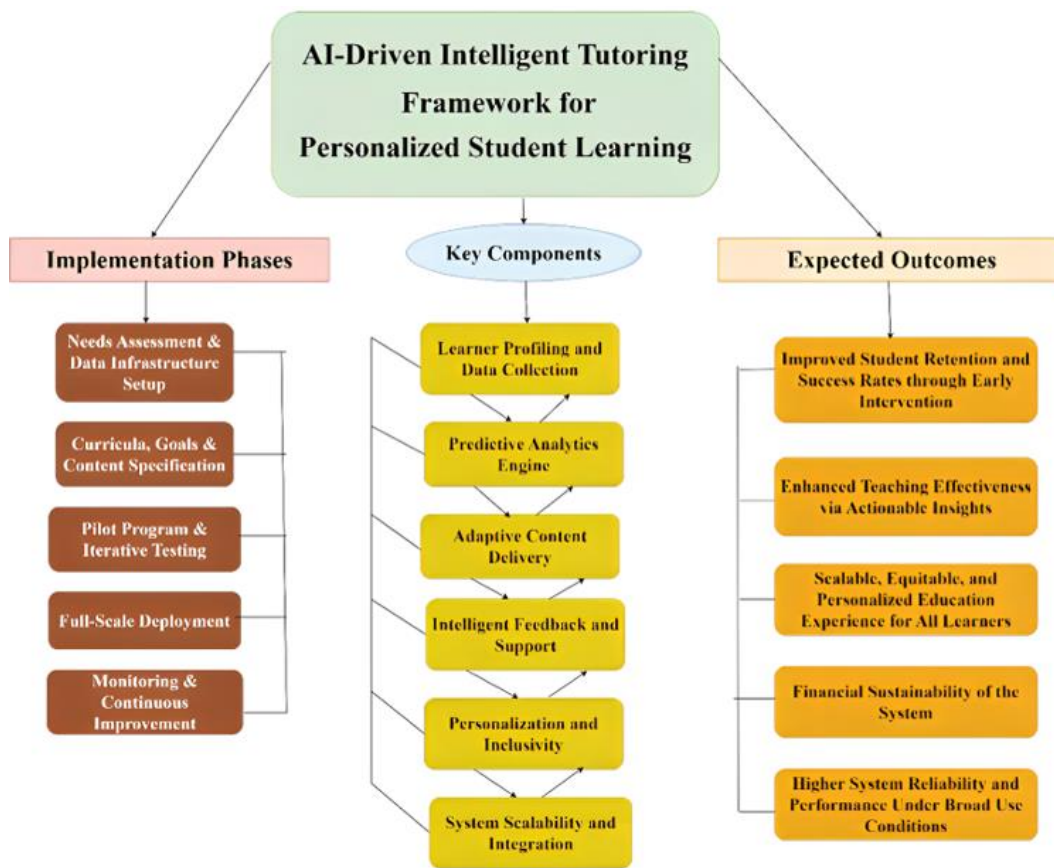 AI-Driven Intelligent Tutoring
Framework for
Personalized Student Learning
Implementation Phases
Needs Assessment &
Data Infrastructure
Setup
Curricula, Goals &
Content Specification
Pilot Program &
Iterative Testing
Full-Scale Deployment
Monitoring &
Continuous
Improvement
Key Components
Learner Profiling and
Data Collection
Predictive Analytics
Engine
Adaptive Content
Delivery
Intelligent Feedback and
Support
Personalization and
Inclusivity
System Scalability and
Integration
Expected Outcomes
Improved Student Retention and
Success Rates through Early
Intervention
Enhanced Teaching Effectiveness
via Actionable Insights
Scalable, Equitable, and
Personalized Education
Experience for All Learners
Financial Sustainability of the
System
Higher System Reliability and
Performance Under Broad Use
Conditions